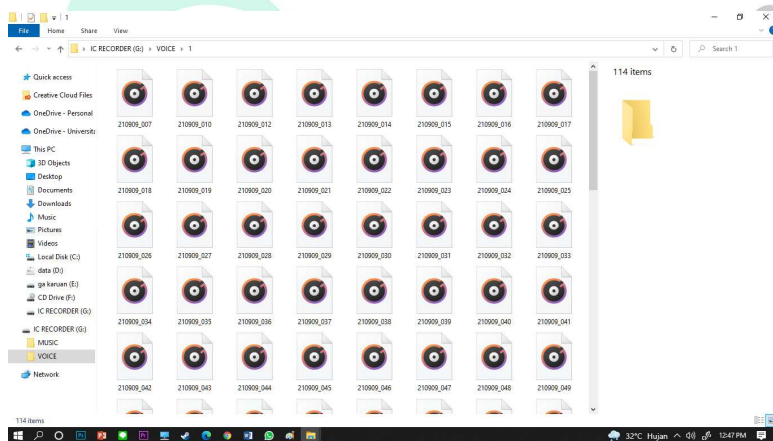 1
File Home Share View
IC RECORDER (G:) > VOICE > 1
Search 1
Quick access
Creative Cloud Files
OneDrive - Personal
OneDrive - Universita
This PC
3D Objects
Desktop
Documents
Downloads
Music
Pictures
Videos
Local Disk (C:)
data (D:)
ga karuan (E:)
CD Drive (F:)
IC RECORDER (G:)
IC RECORDER (G:)
MUSIC
VOICE
Network
210909_007 210909_010 210909_012 210909_013 210909_014 210909_015 210909_016 210909_017
210909_018 210909_019 210909_020 210909_021 210909_022 210909_023 210909_024 210909_025
210909_026 210909_027 210909_028 210909_029 210909_030 210909_031 210909_032 210909_033
210909_034 210909_035 210909_036 210909_037 210909_038 210909_039 210909_040 210909_041
210909_042 210909_043 210909_044 210909_045 210909_046 210909_047 210909_048 210909_049
114 items
114 items
32°C Hujan 12:47 PM